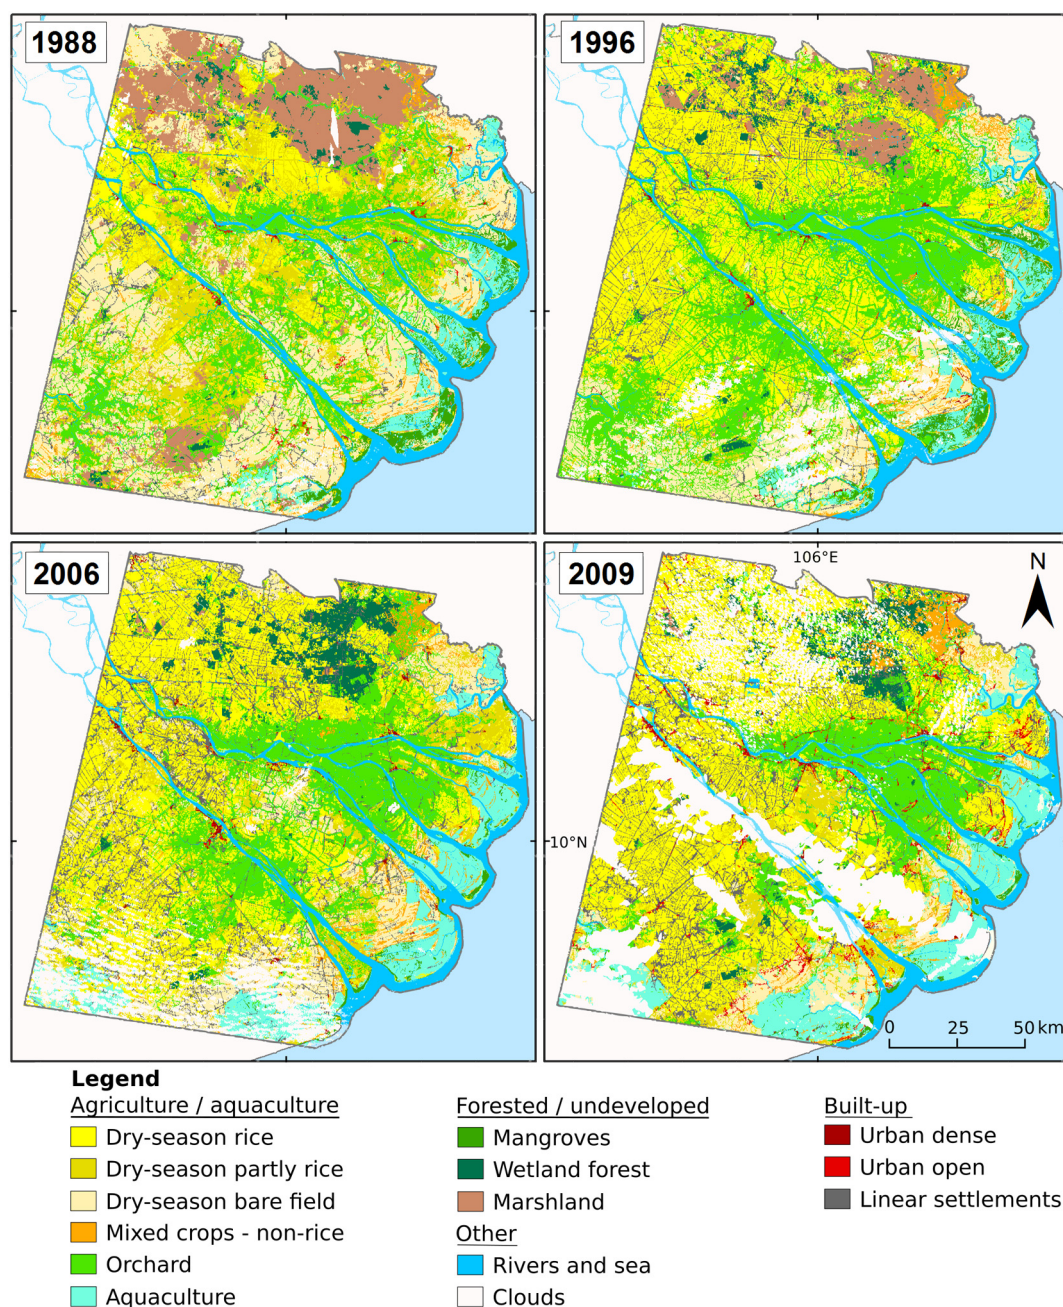 1988
1996
2006
2009
106°E
N
10°N
0 25 50 km
Legend
Agriculture / aquaculture
Dry-season rice
Dry-season partly rice
Dry-season bare field
Mixed crops - non-rice
Orchard
Aquaculture
Forested / undeveloped
Mangroves
Wetland forest
Marshland
Other
Rivers and sea
Clouds
Built-up
Urban dense
Urban open
Linear settlements